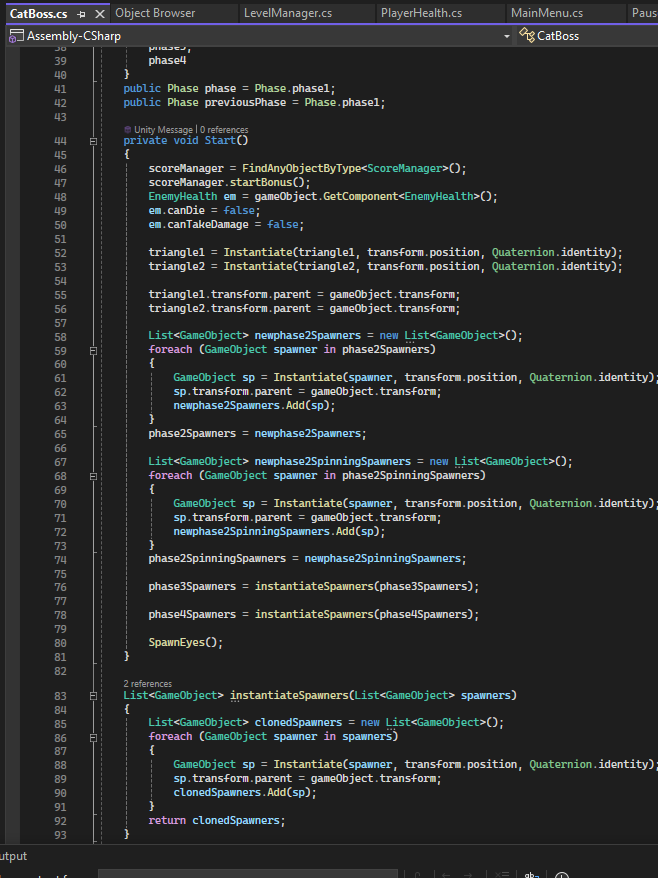 CatBoss.cs
Object Browser
LevelManager.cs
PlayerHealth.cs
MainMenu.cs
Paus
Assembly-CSharp
CatBoss
38 phase3,
39 phase4
40 }
41 public Phase phase = Phase.phase1;
42 public Phase previousPhase = Phase.phase1;
43
Unity Message | 0 references
44 private void Start()
45 {
46 scoreManager = FindAnyObjectByType<ScoreManager>();
47 scoreManager.startBonus();
48 EnemyHealth em = gameObject.GetComponent<EnemyHealth>();
49 em.canDie = false;
50 em.canTakeDamage = false;
51
52 triangle1 = Instantiate(triangle1, transform.position, Quaternion.identity);
53 triangle2 = Instantiate(triangle2, transform.position, Quaternion.identity);
54
55 triangle1.transform.parent = gameObject.transform;
56 triangle2.transform.parent = gameObject.transform;
57
58 List<GameObject> newphase2Spawners = new List<GameObject>();
59 foreach (GameObject spawner in phase2Spawners)
60 {
61 GameObject sp = Instantiate(spawner, transform.position, Quaternion.identity);
62 sp.transform.parent = gameObject.transform;
63 newphase2Spawners.Add(sp);
64 }
65 phase2Spawners = newphase2Spawners;
66
67 List<GameObject> newphase2SpinningSpawners = new List<GameObject>();
68 foreach (GameObject spawner in phase2SpinningSpawners)
69 {
70 GameObject sp = Instantiate(spawner, transform.position, Quaternion.identity);
71 sp.transform.parent = gameObject.transform;
72 newphase2SpinningSpawners.Add(sp);
73 }
74 phase2SpinningSpawners = newphase2SpinningSpawners;
75
76 phase3Spawners = instantiateSpawners(phase3Spawners);
77
78 phase4Spawners = instantiateSpawners(phase4Spawners);
79
80 SpawnEyes();
81 }
82
2 references
83 List<GameObject> instantiateSpawners(List<GameObject> spawners)
84 {
85 List<GameObject> clonedSpawners = new List<GameObject>();
86 foreach (GameObject spawner in spawners)
87 {
88 GameObject sp = Instantiate(spawner, transform.position, Quaternion.identity);
89 sp.transform.parent = gameObject.transform;
90 clonedSpawners.Add(sp);
91 }
92 return clonedSpawners;
93 }
utput